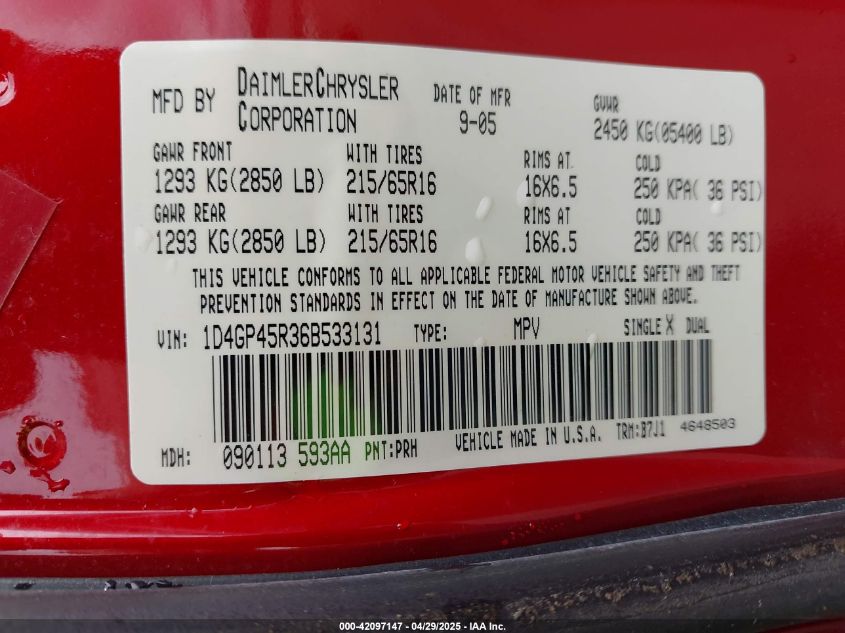 MFD BY DAIMLERCHRYSLER CORPORATION DATE OF MFR 9-05 GVWR 2450 KG(05400 LB)
GAWR FRONT WITH TIRES RIMS AT COLD
1293 KG(2850 LB) 215/65R16 16X6.5 250 KPA( 36 PSI)
GAWR REAR WITH TIRES RIMS AT COLD
1293 KG(2850 LB) 215/65R16 16X6.5 250 KPA( 36 PSI)
THIS VEHICLE CONFORMS TO ALL APPLICABLE FEDERAL MOTOR VEHICLE SAFETY AND THEFT
PREVENTION STANDARDS IN EFFECT ON THE DATE OF MANUFACTURE SHOWN ABOVE.
VIN: 1D4GP45R36B533131 TYPE: MPV SINGLE X DUAL
MDH: 090113 593AA PNT:PRH VEHICLE MADE IN U.S.A. TRM:B7J1 4648503
000-42097147 - 04/29/2025 - IAA Inc.